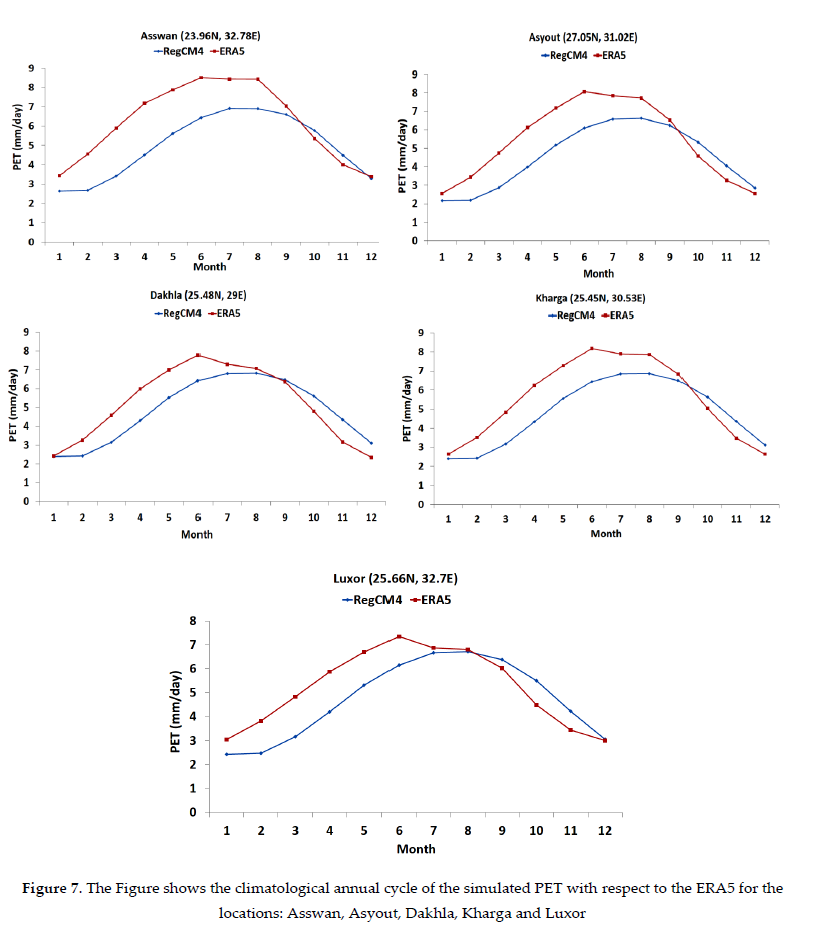 Asswan (23.96N, 32.78E)
RegCM4 ERA5
PET (mm/day)
9
8
7
6
5
4
3
2
1
0
1 2 3 4 5 6 7 8 9 10 11 12
Month
Asyout (27.05N, 31.02E)
RegCM4 ERA5
PET (mm/day)
9
8
7
6
5
4
3
2
1
0
1 2 3 4 5 6 7 8 9 10 11 12
Month
Dakhla (25.48N, 29E)
RegCM4 ERA5
PET (mm/day)
9
8
7
6
5
4
3
2
1
0
1 2 3 4 5 6 7 8 9 10 11 12
Month
Kharga (25.45N, 30.53E)
RegCM4 ERA5
PET (mm/day)
9
8
7
6
5
4
3
2
1
0
1 2 3 4 5 6 7 8 9 10 11 12
Month
Luxor (25.66N, 32.7E)
RegCM4 ERA5
PET (mm/day)
8
7
6
5
4
3
2
1
0
1 2 3 4 5 6 7 8 9 10 11 12
Month
Figure 7. The Figure shows the climatological annual cycle of the simulated PET with respect to the ERA5 for the
locations: Asswan, Asyout, Dakhla, Kharga and Luxor